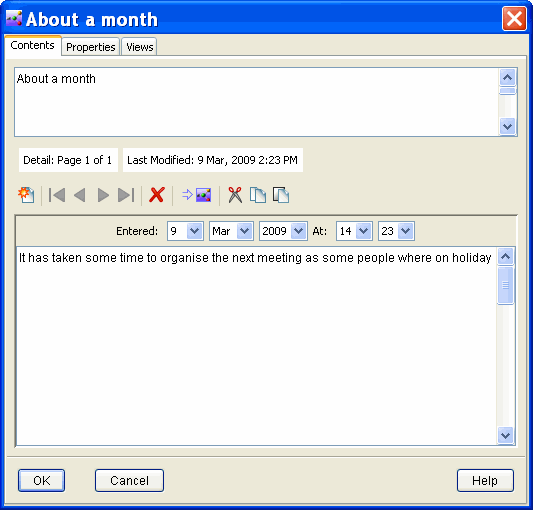 About a month
Contents Properties Views
About a month
Detail: Page 1 of 1 Last Modified: 9 Mar, 2009 2:23 PM
Entered: 9 Mar 2009 At: 14 23
It has taken some time to organise the next meeting as some people where on holiday
OK Cancel Help